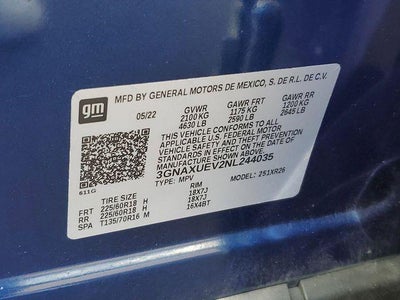 gm
MFD BY GENERAL MOTORS DE MEXICO, S. DE R.L. DE C.V.
05/22 GVWR GAWR FRT GAWR RR
2100 KG 1175 KG 1200 KG
4630 LB 2590 LB 2645 LB
THIS VEHICLE CONFORMS TO ALL
APPLICABLE U.S. FEDERAL MOTOR
VEHICLE SAFETY AND THEFT PREVENTION
STANDARDS IN EFFECT ON THE DATE OF
MANUFACTURE SHOWN ABOVE.
3GNAXUEV2NL244035
611G TYPE: MPV MODEL: 251XR26
TIRE SIZE RIM
FRT 225/60R18 H 18X7J
RR 225/60R18 H 18X7J
SPA T135/70R16 M 16X4BT